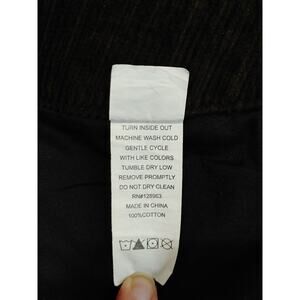 TURN INSIDE OUT
MACHINE WASH COLD
GENTLE CYCLE
WITH LIKE COLORS
TUMBLE DRY LOW
REMOVE PROMPTLY
DO NOT DRY CLEAN
RN#128963
MADE IN CHINA
100%COTTON